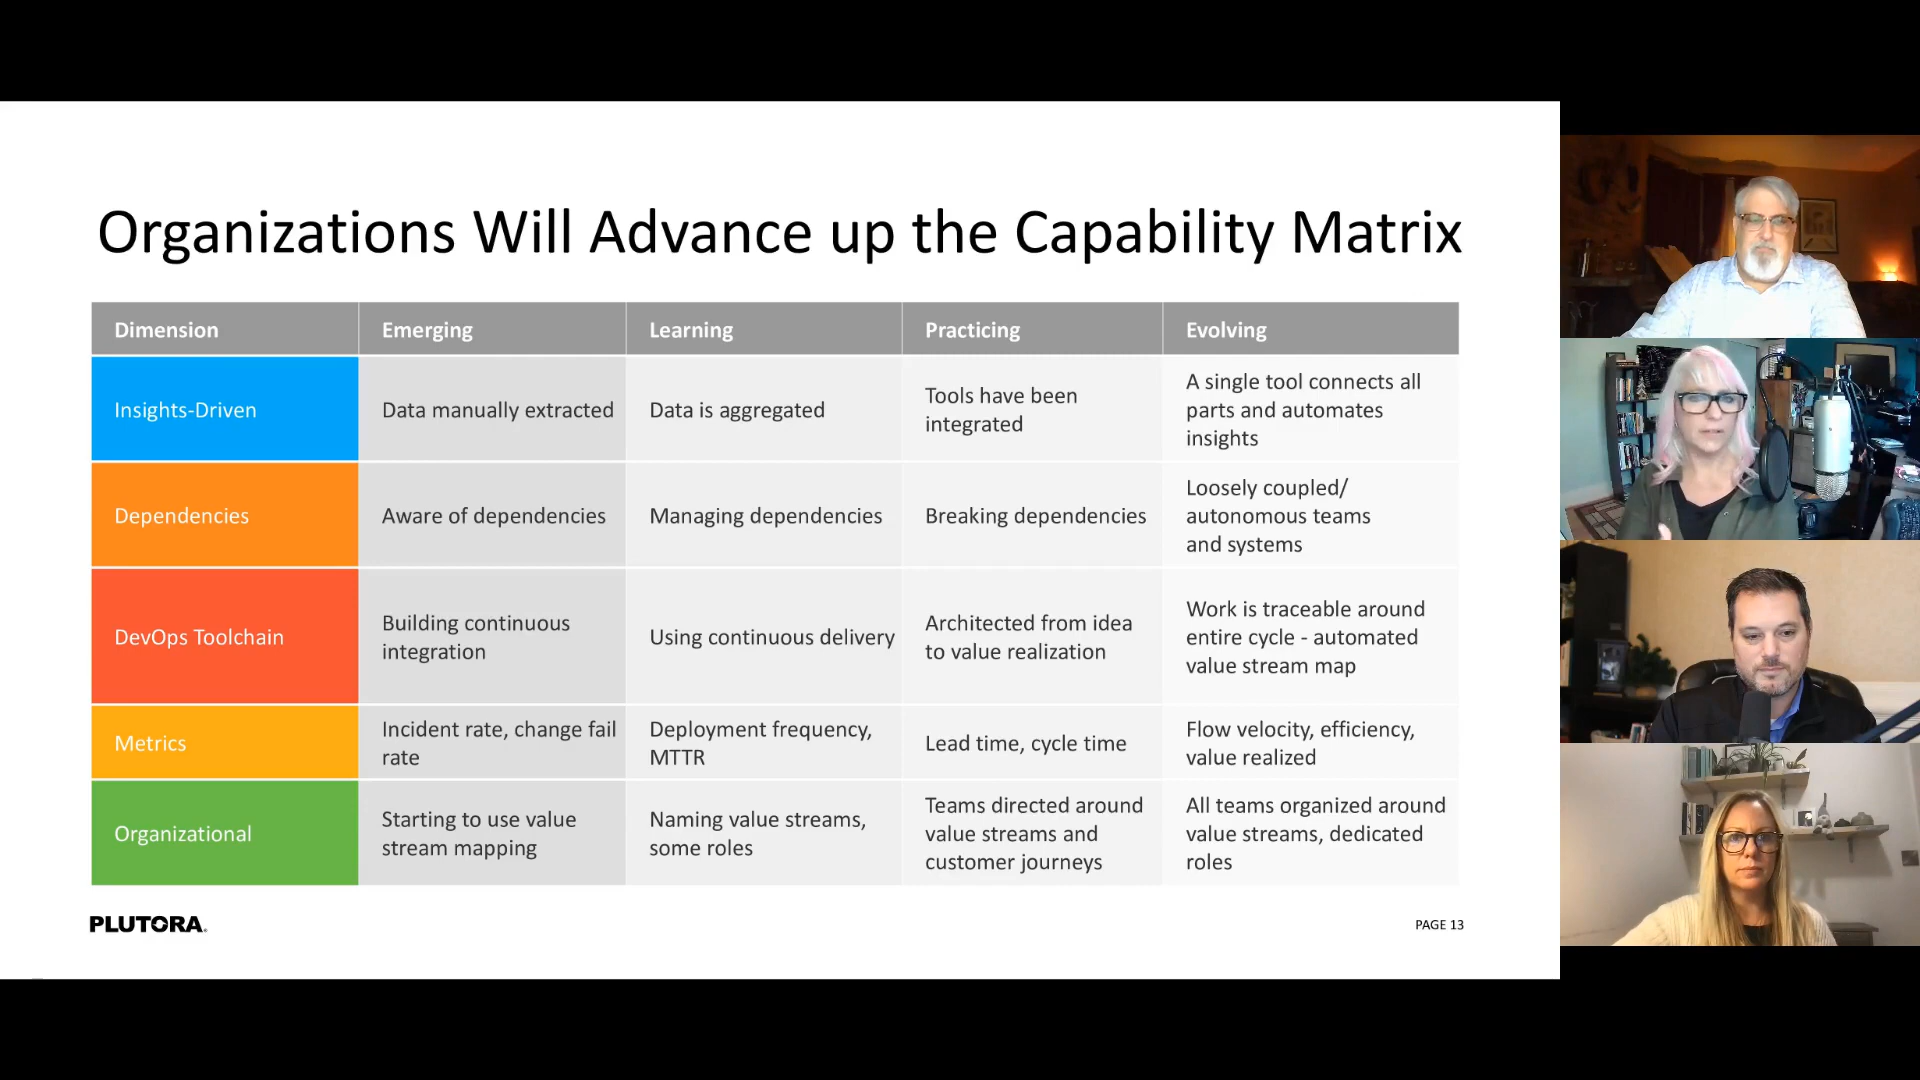 Organizations Will Advance up the Capability Matrix
Dimension
Emerging
Learning
Practicing
Evolving
Insights-Driven
Data manually extracted
Data is aggregated
Tools have been
integrated
A single tool connects all
parts and automates
insights
Dependencies
Aware of dependencies
Managing dependencies
Breaking dependencies
Loosely coupled/
autonomous teams
and systems
DevOps Toolchain
Building continuous
integration
Using continuous delivery
Architected from idea
to value realization
Work is traceable around
entire cycle - automated
value stream map
Metrics
Incident rate, change fail
rate
Deployment frequency,
MTTR
Lead time, cycle time
Flow velocity, efficiency,
value realized
Organizational
Starting to use value
stream mapping
Naming value streams,
some roles
Teams directed around
value streams and
customer journeys
All teams organized around
value streams, dedicated
roles
PLUTORA
PAGE 13